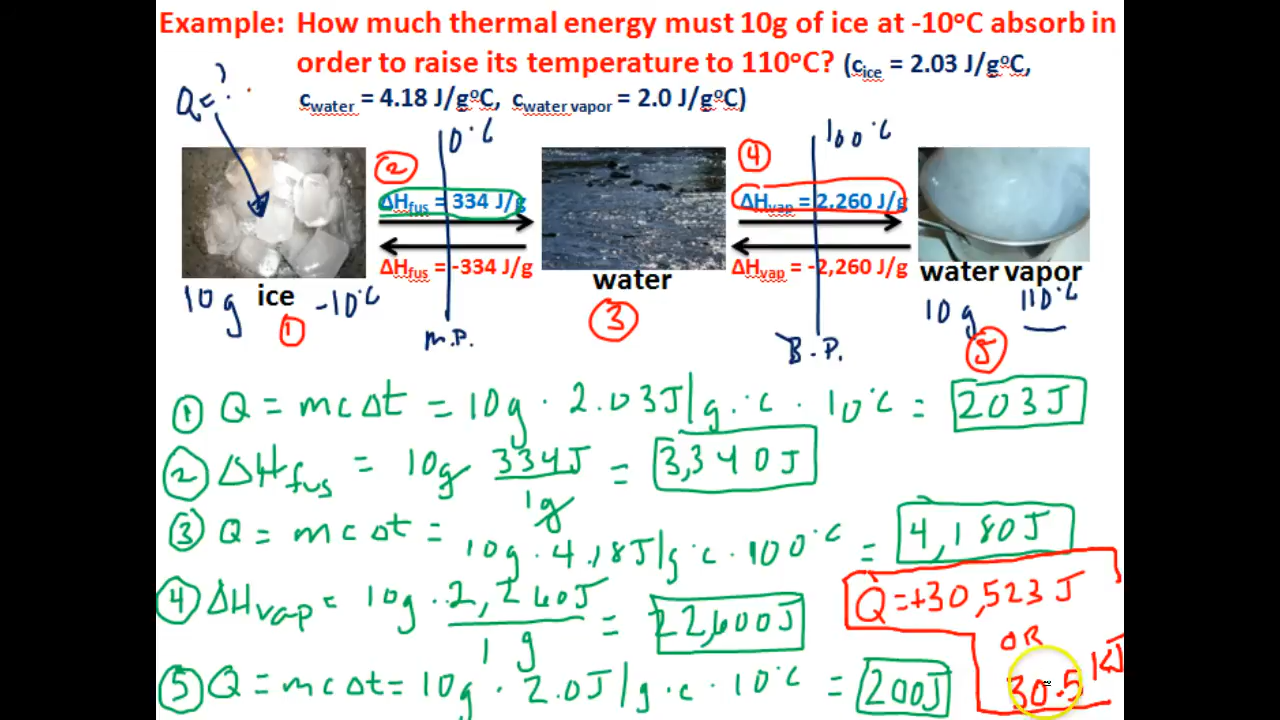 Example: How much thermal energy must 10g of ice at -10°C absorb in
order to raise its temperature to 110°C? (cice = 2.03 J/g°C,
cwater = 4.18 J/g°C, cwater vapor = 2.0 J/g°C)
Q = ?
0°C
100°C
②
④
ΔHfus = 334 J/g
ΔHvap = 2,260 J/g
ΔHfus = -334 J/g
ΔHvap = -2,260 J/g
ice
water
water vapor
10g
-10°C
10g
110°C
①
③
⑤
M.P.
B.P.
① Q = mcΔt = 10g · 2.03J/g·°C · 10°C = 203J
② ΔHfus = 10g 334J/1g = 3,340J
③ Q = mcΔt = 10g · 4.18J/g°C · 100°C = 4,180J
④ ΔHvap = 10g · 2,260J/1g = 22,600J
Q = +30,523J
OR
30.5 KJ
⑤ Q = mcΔt = 10g · 2.0J/g·°C · 10°C = 200J